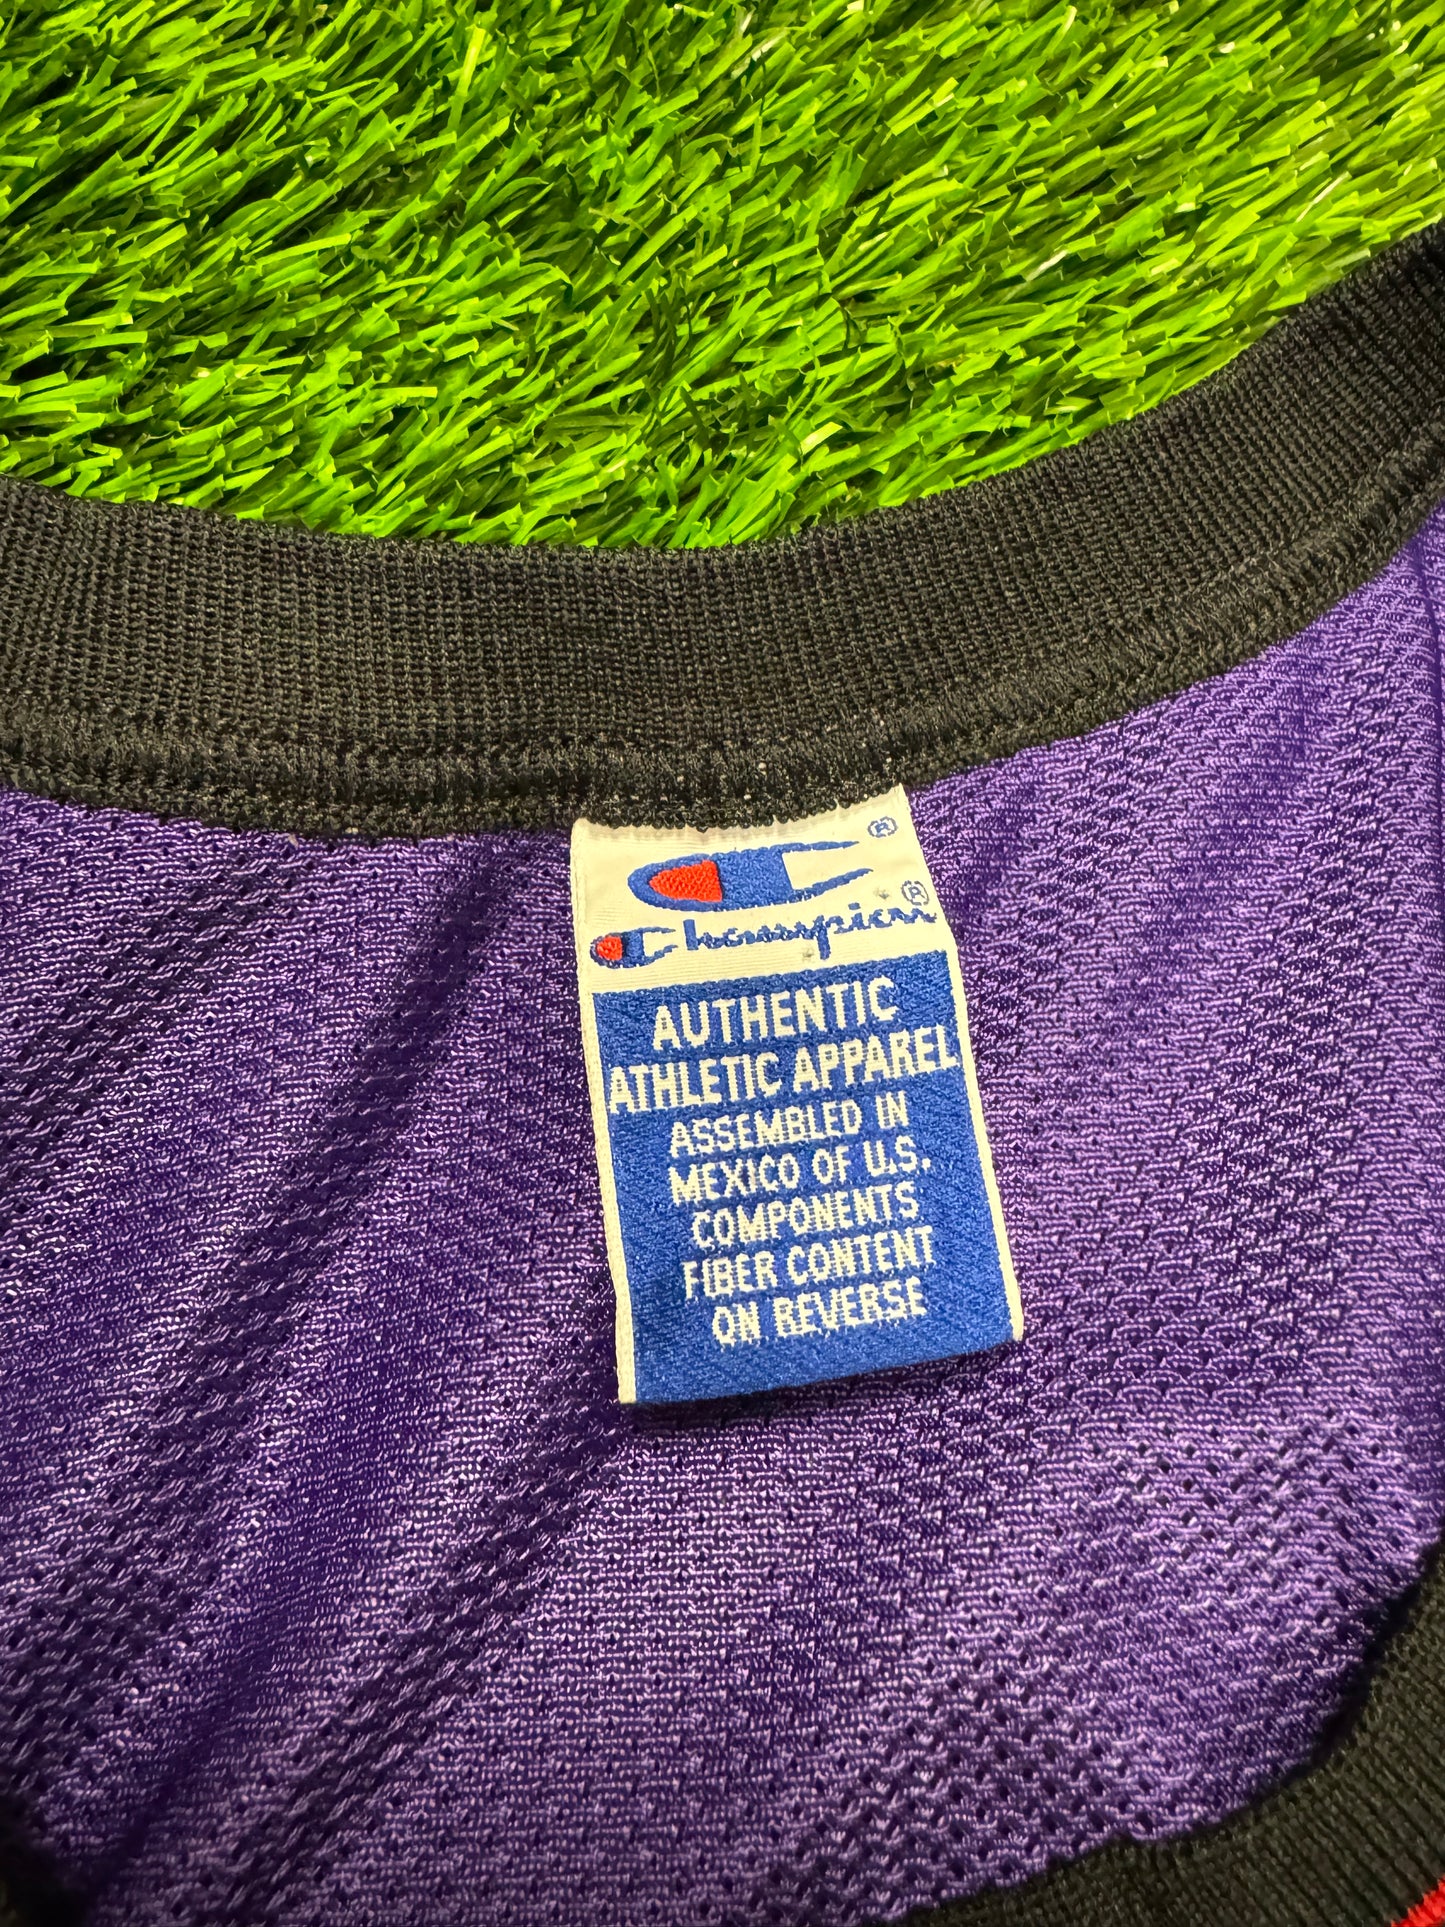 ®
Champion®
AUTHENTIC
ATHLETIC APPAREL
ASSEMBLED IN
MEXICO OF U.S.
COMPONENTS
FIBER CONTENT
ON REVERSE